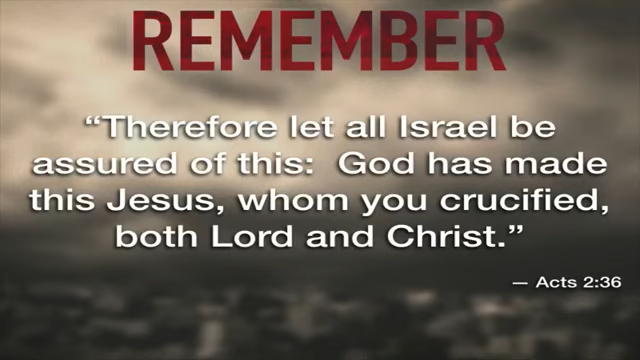 REMEMBER
“Therefore let all Israel be
assured of this:  God has made
this Jesus, whom you crucified,
both Lord and Christ.”
— Acts 2:36